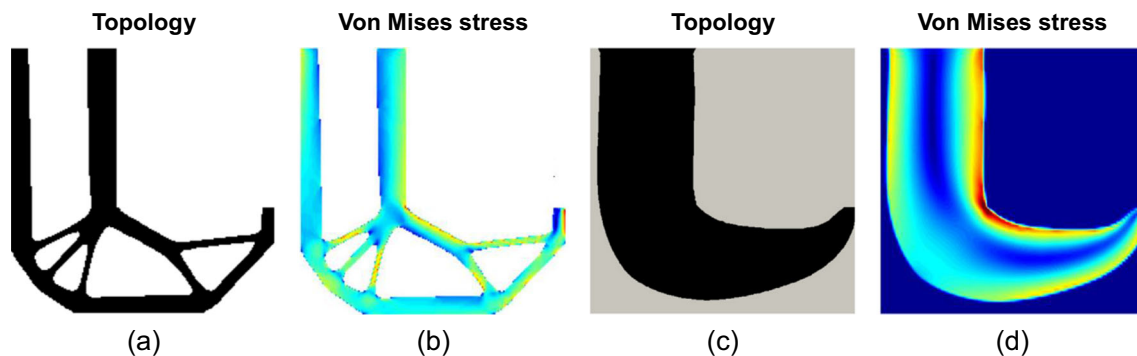 Topology
Von Mises stress
Topology
Von Mises stress
(a)
(b)
(c)
(d)